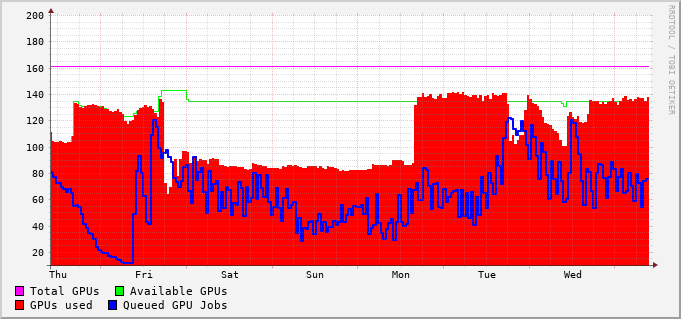 200
180
160
140
120
100
80
60
40
20
Thu Fri Sat Sun Mon Tue Wed
RRDTOOL / TOBI OETIKER
Total GPUs Available GPUs
GPUs used Queued GPU Jobs